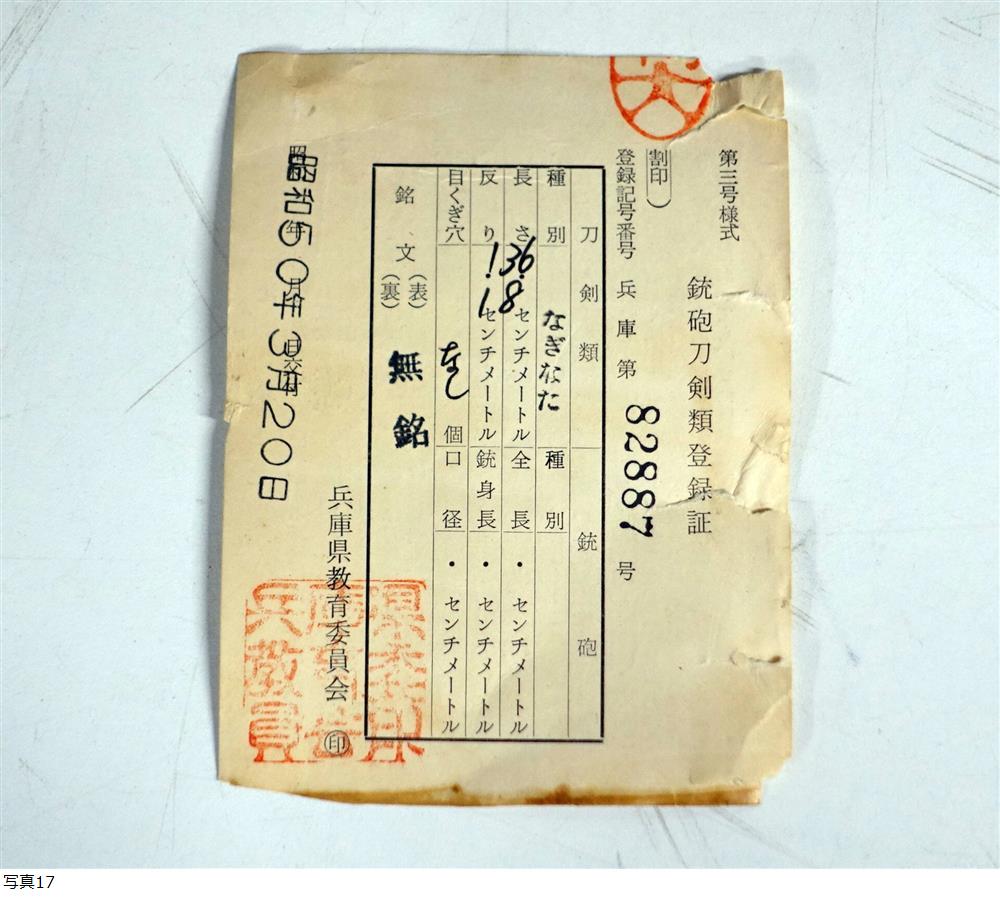 第三号様式
銃砲刀剣類登録証
割印
登録記号番号 兵庫第 82887 号
刀剣類 銃砲
種別 なぎなた 種別
長さ 36.8 センチメートル 全長 ・ センチメートル
反り 1.1 センチメートル 銃身長 ・ センチメートル
目くぎ穴 なし 個 口径 ・ センチメートル
銘文 (表) 無銘
(裏)
兵庫県教育委員会 印
昭和50年3月20日
写真17